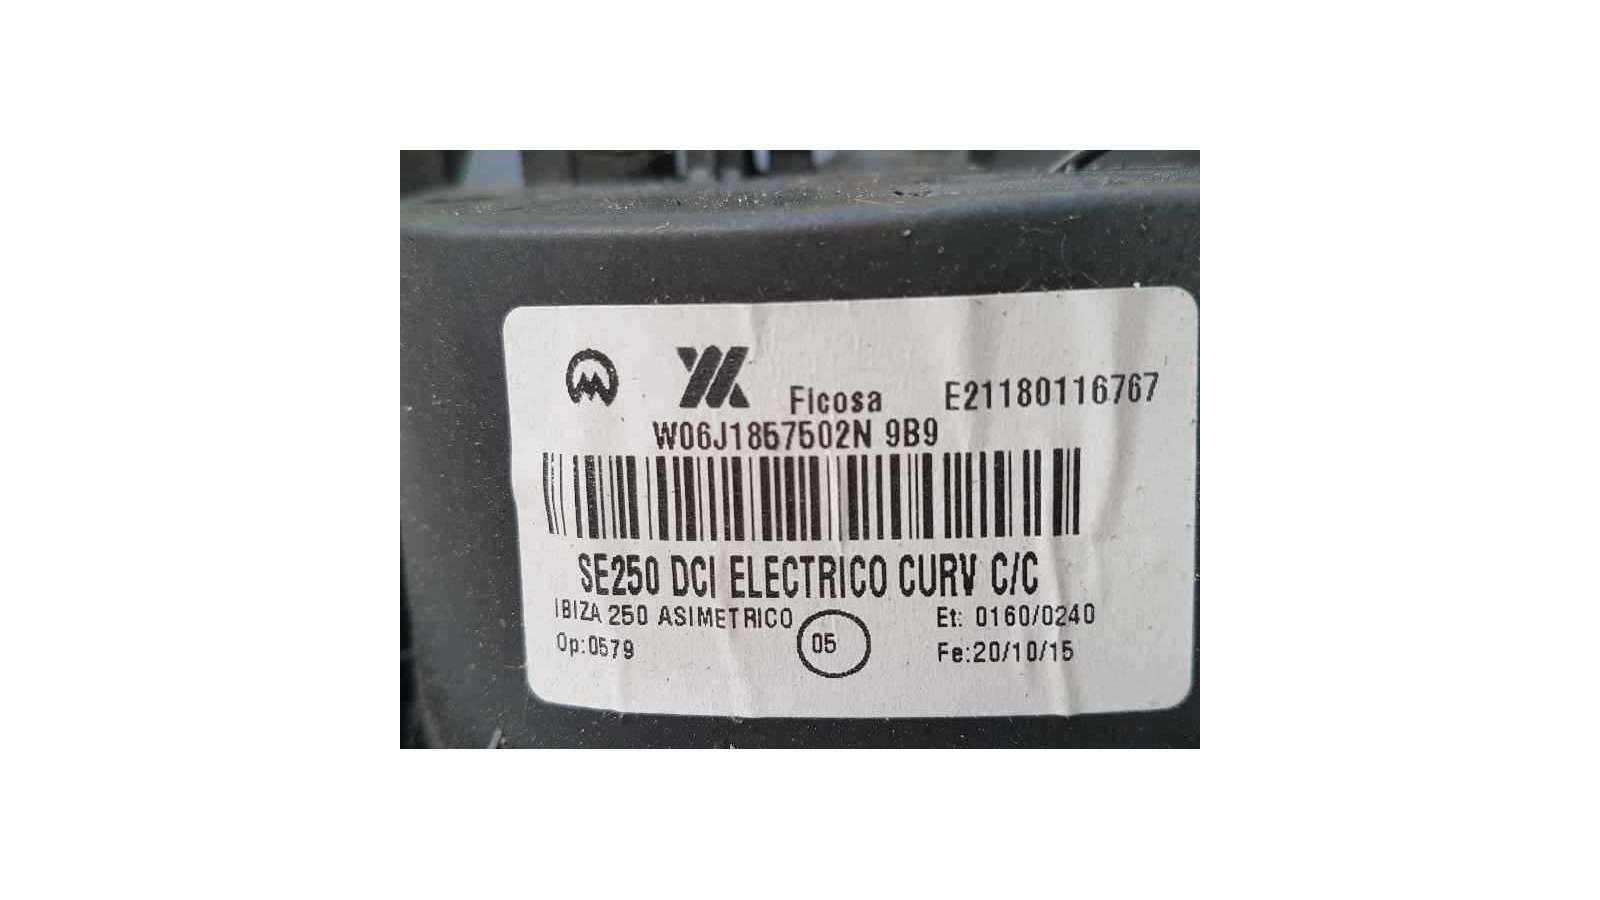 Ficosa E21180116767
W06J1857502N 9B9
SE250 DCI ELECTRICO CURV C/C
IBIZA 250 ASIMETRICO Et: 0160/0240
Op:0579 05 Fe:20/10/15